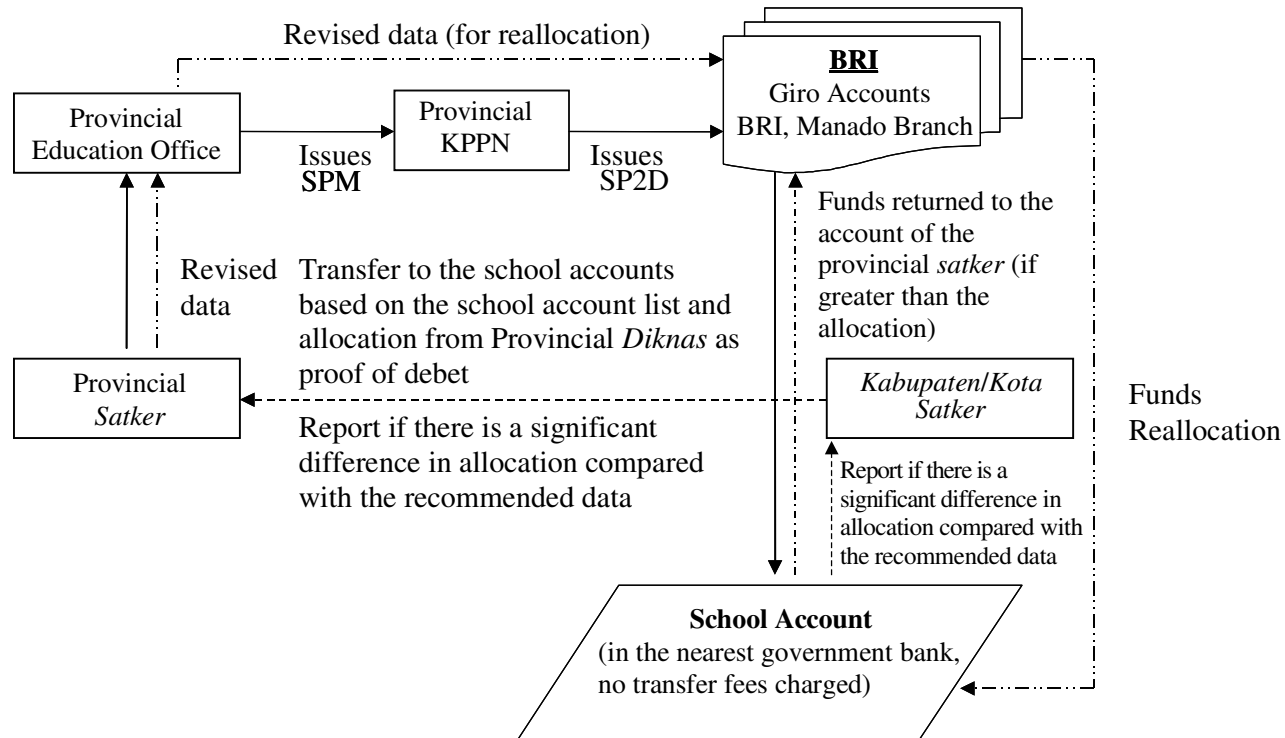 Revised data (for reallocation)
BRI
Giro Accounts
BRI, Manado Branch
Provincial
Education Office
Provincial
KPPN
Issues
SPM
Issues
SP2D
Revised
data
Transfer to the school accounts
based on the school account list and
allocation from Provincial Diknas as
proof of debet
Funds returned to the
account of the
provincial satker (if
greater than the
allocation)
Provincial
Satker
Kabupaten/Kota
Satker
Funds
Reallocation
Report if there is a significant
difference in allocation compared
with the recommended data
Report if there is a
significant difference in
allocation compared with
the recommended data
School Account
(in the nearest government bank,
no transfer fees charged)